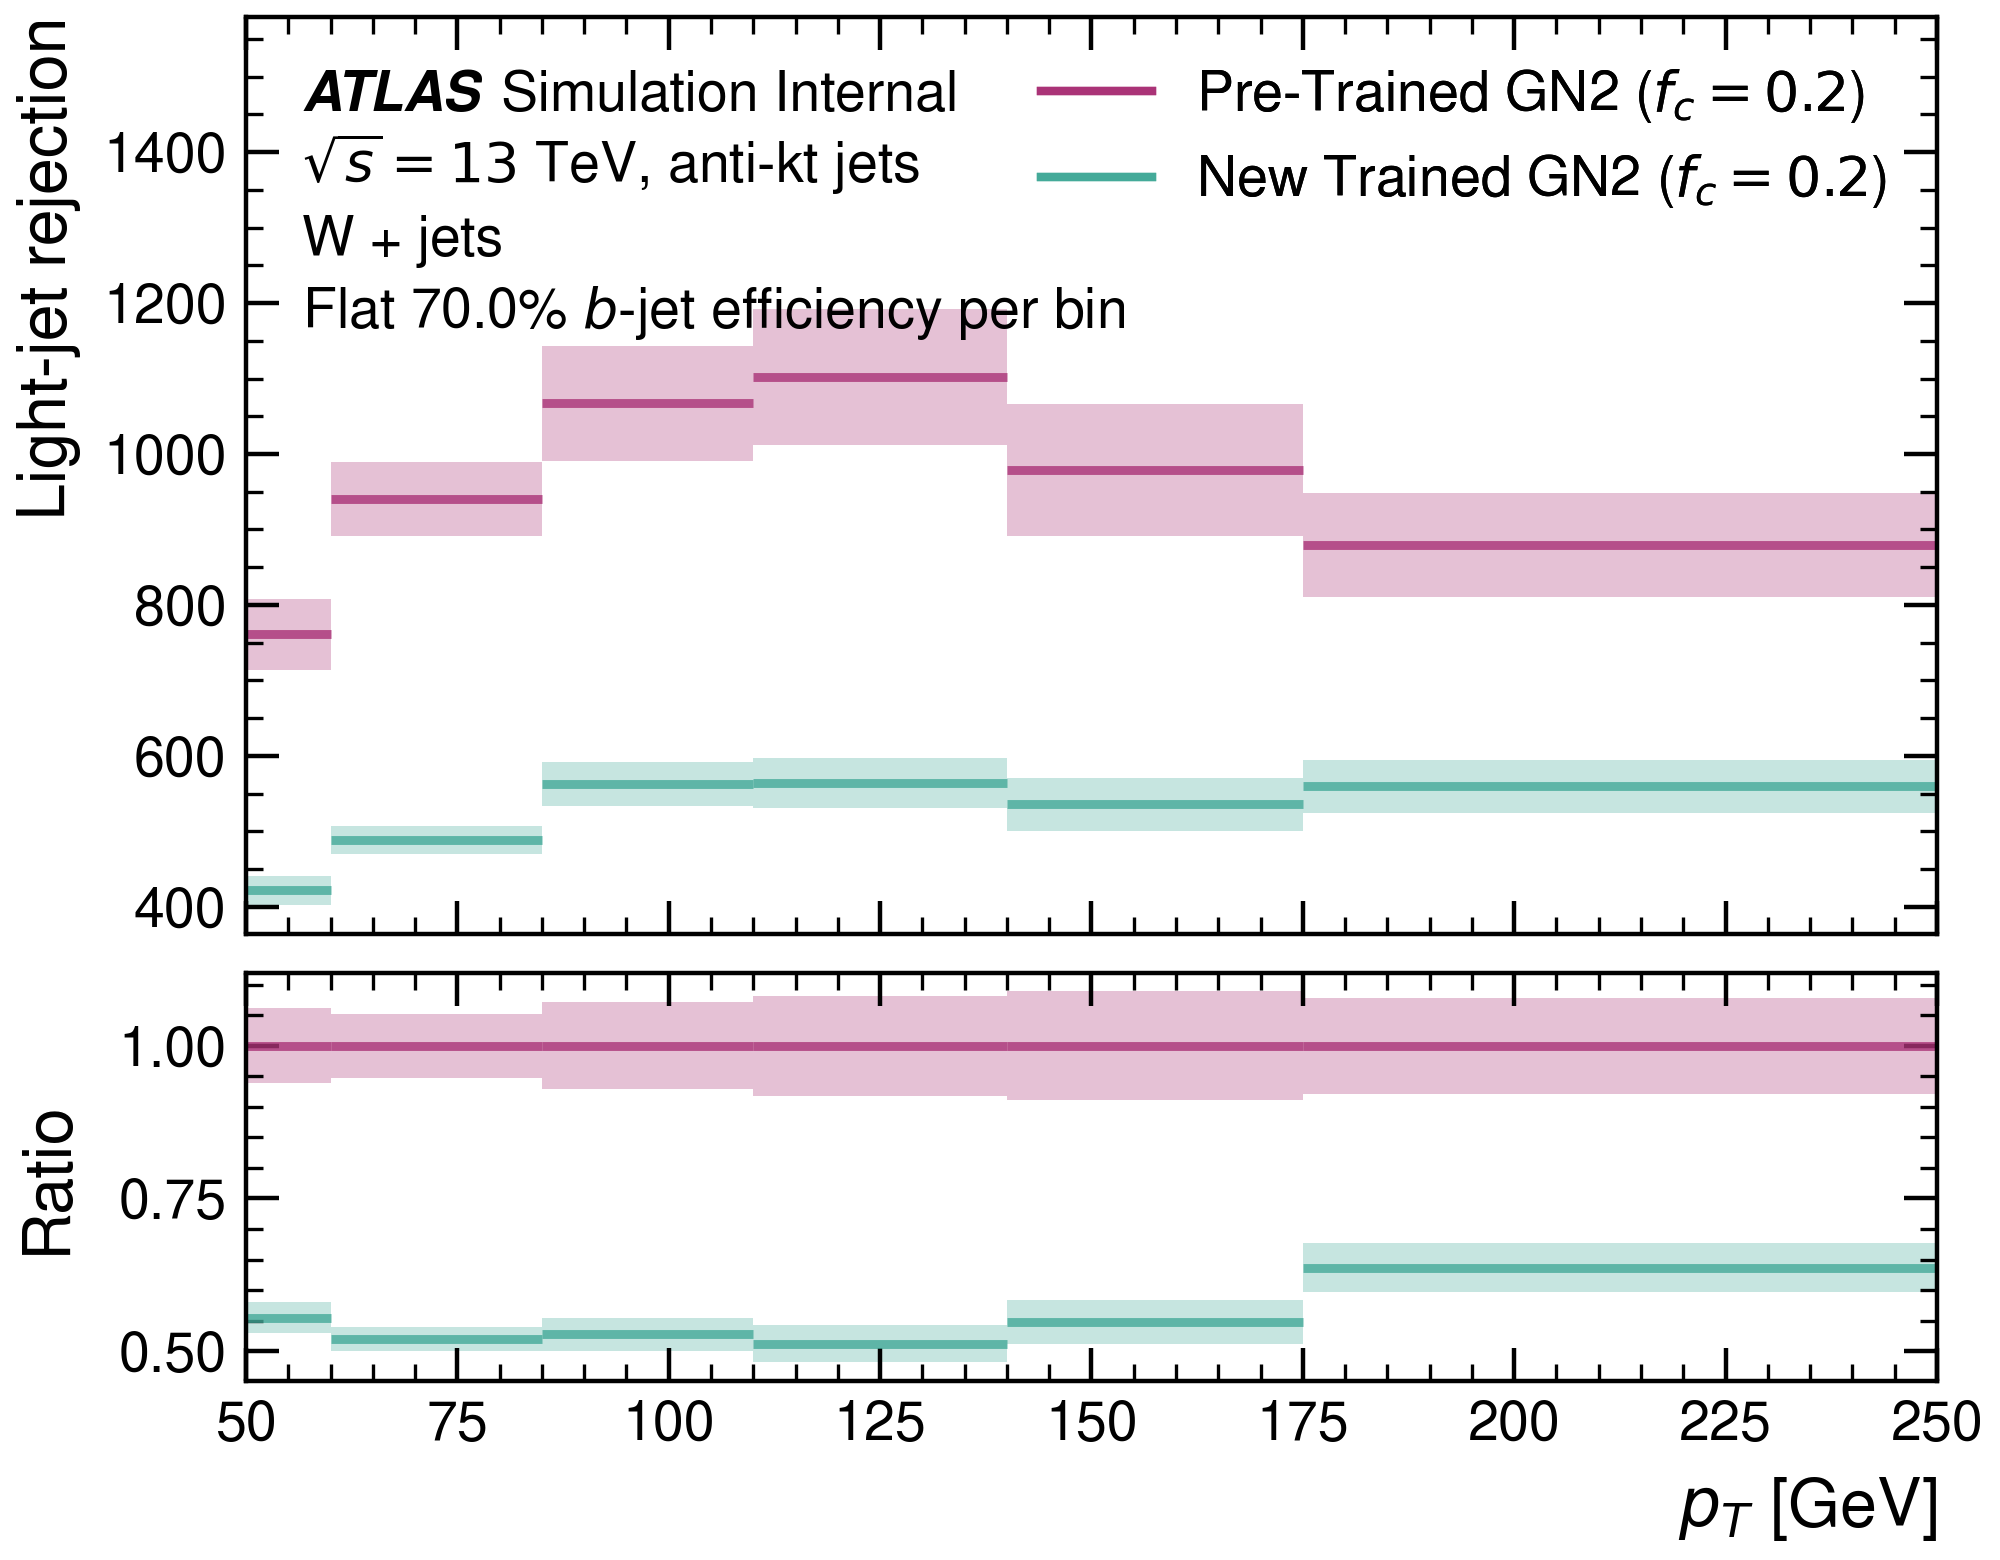 Light-jet rejection
ATLAS Simulation Internal
√s = 13 TeV, anti-kt jets
W + jets
Flat 70.0% b-jet efficiency per bin
Pre-Trained GN2 (f_c = 0.2)
New Trained GN2 (f_c = 0.2)
1400
1200
1000
800
600
400
Ratio
1.00
0.75
0.50
50 75 100 125 150 175 200 225 250
p_T [GeV]